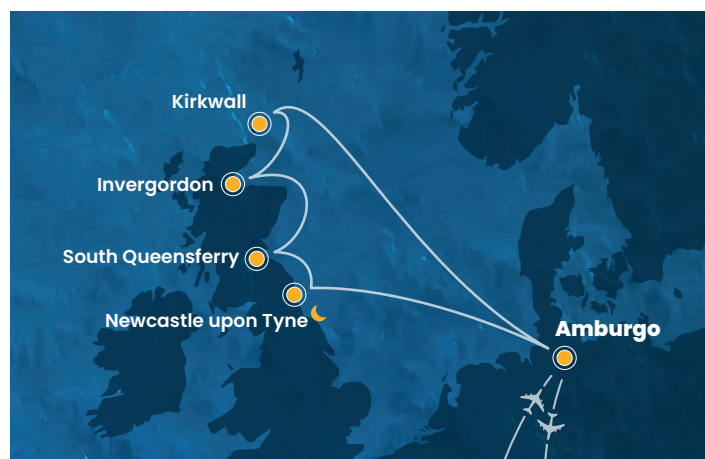 Kirkwall
Invergordon
South Queensferry
Newcastle upon Tyne
Amburgo